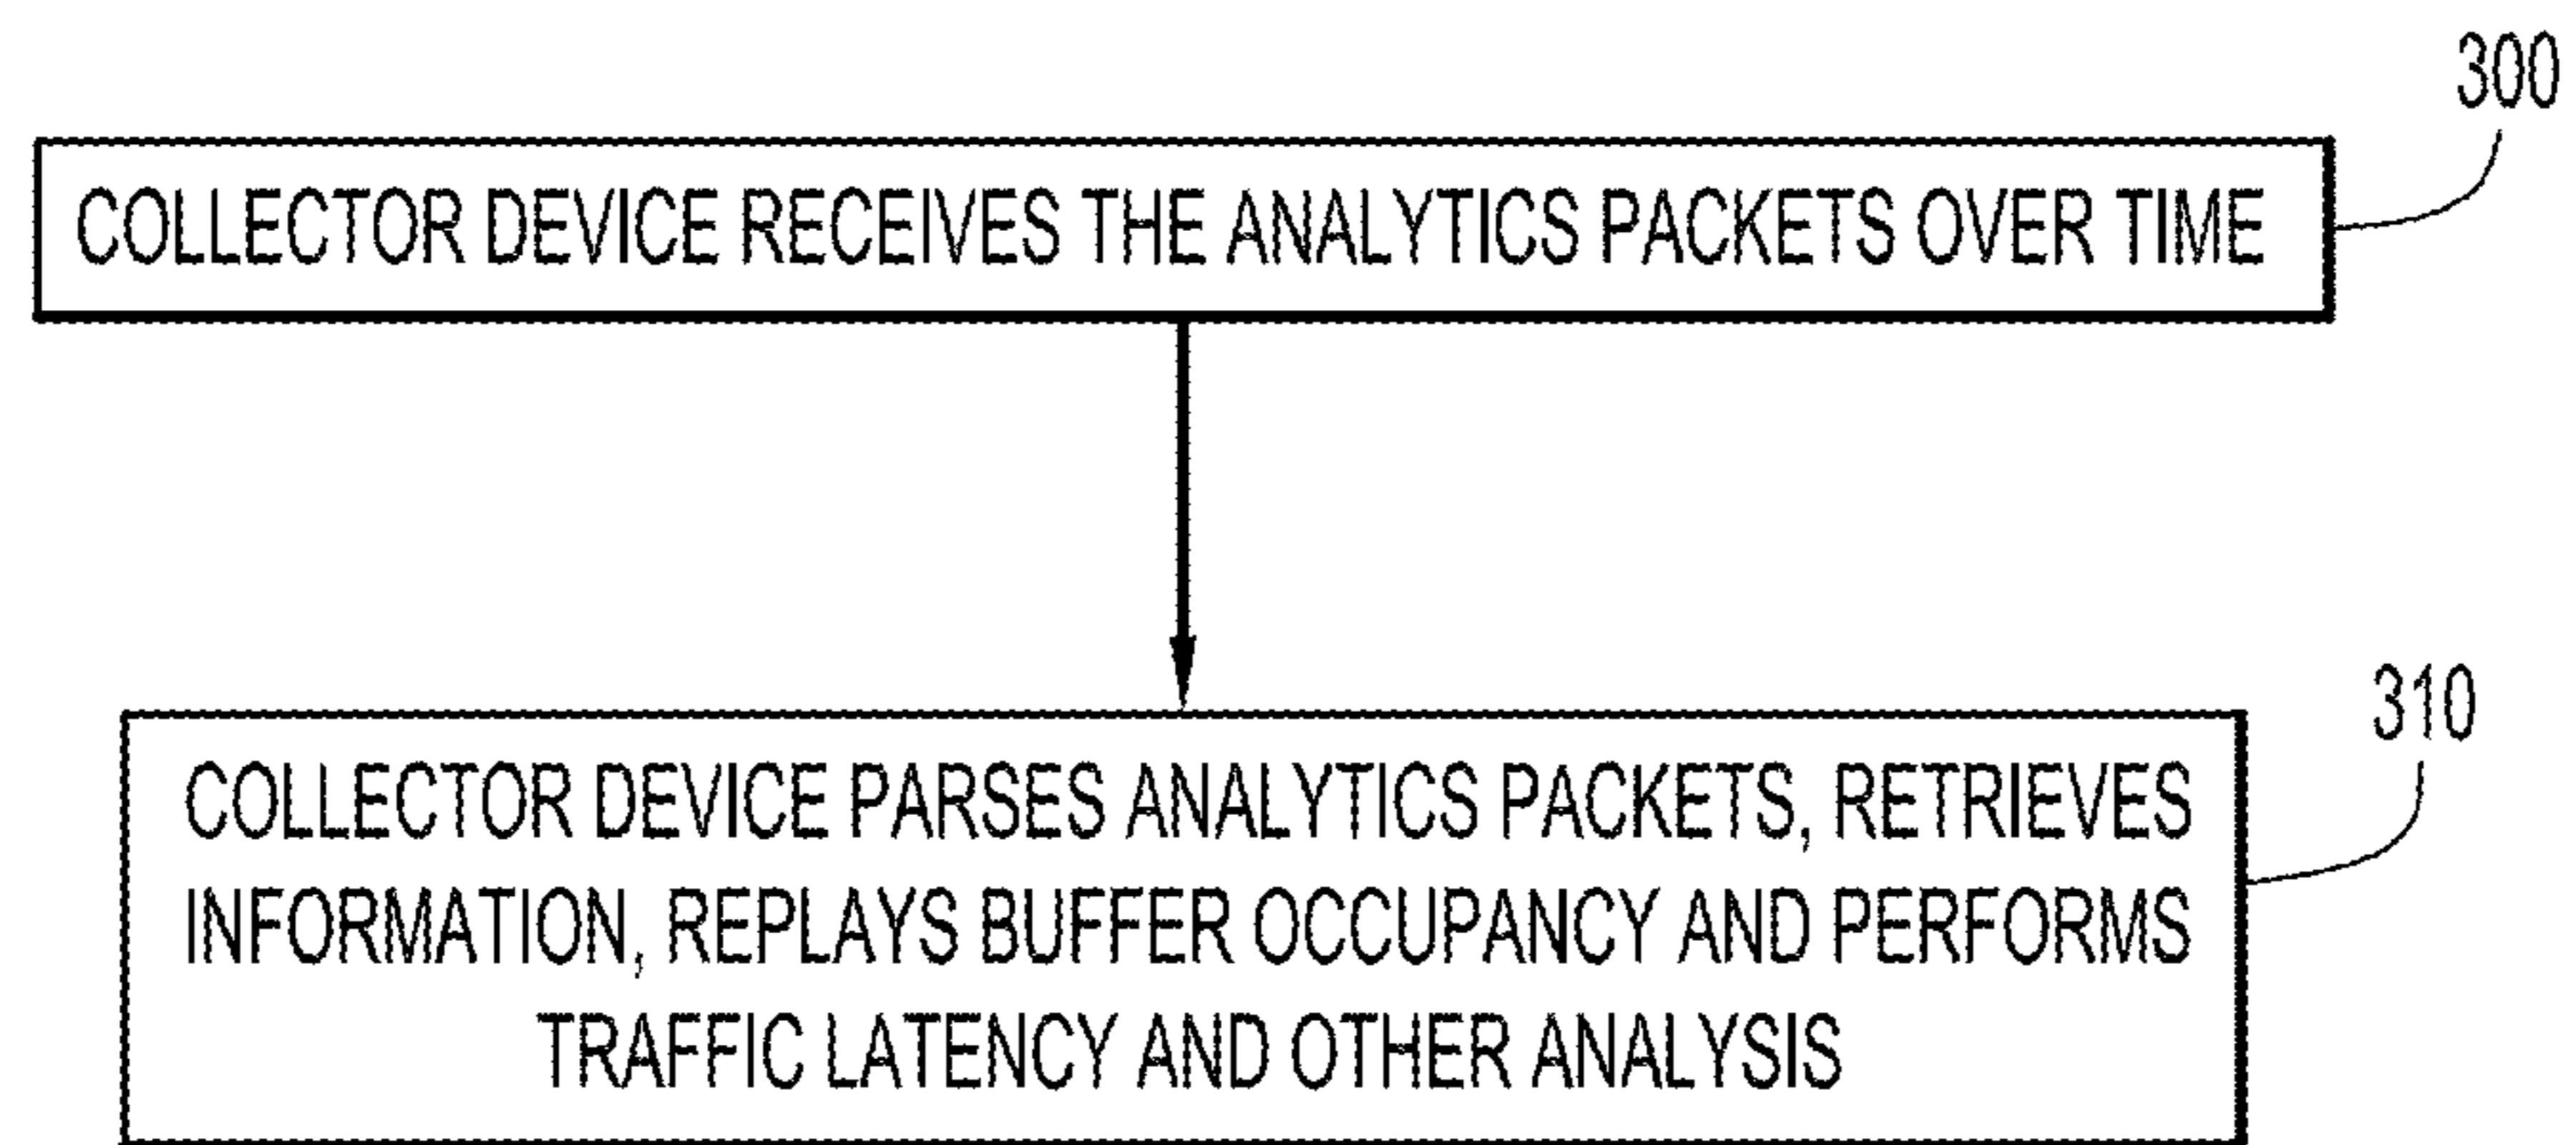 300
COLLECTOR DEVICE RECEIVES THE ANALYTICS PACKETS OVER TIME
310
COLLECTOR DEVICE PARSES ANALYTICS PACKETS, RETRIEVES
INFORMATION, REPLAYS BUFFER OCCUPANCY AND PERFORMS
TRAFFIC LATENCY AND OTHER ANALYSIS